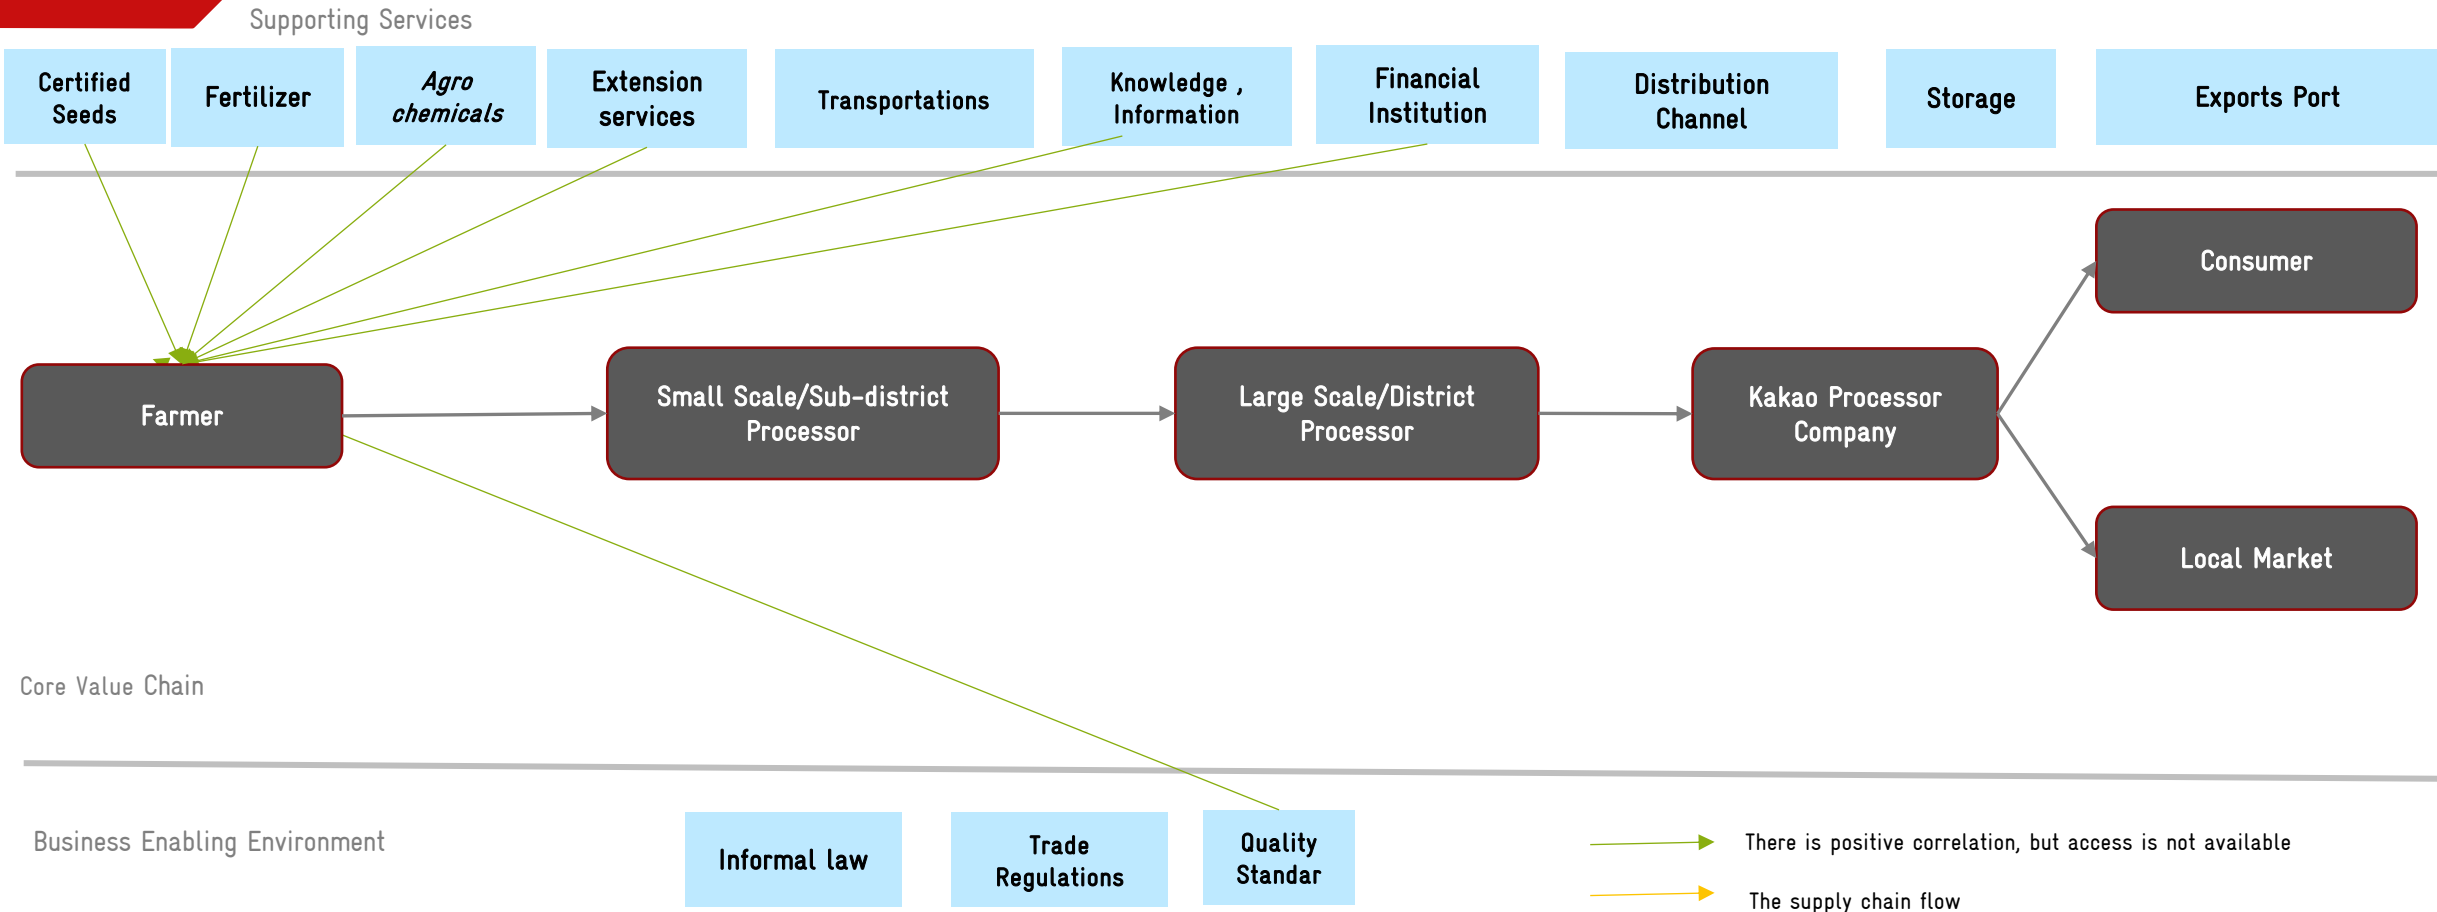 Supporting Services
Certified
Seeds
Fertilizer
Agro
chemicals
Extension
services
Transportations
Knowledge ,
Information
Financial
Institution
Distribution
Channel
Storage
Exports Port
Consumer
Farmer
Small Scale/Sub-district
Processor
Large Scale/District
Processor
Kakao Processor
Company
Local Market
Core Value Chain
Business Enabling Environment
Informal law
Trade
Regulations
Quality
Standar
There is positive correlation, but access is not available
The supply chain flow